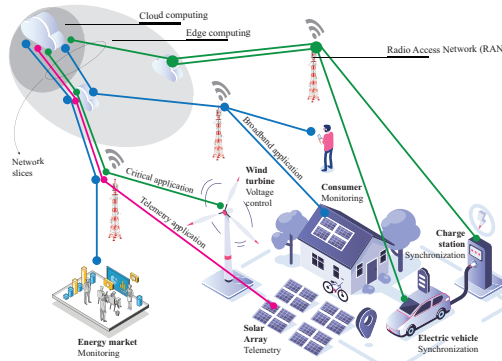 Cloud computing
Edge computing
Radio Access Network (RAN
Network
slices
Critical application
Telemetry application
Broadband application
Wind
turbine
Voltage
control
Consumer
Monitoring
Charge
station
Synchronization
Energy market
Monitoring
Solar
Array
Telemetry
Electric vehicle
Synchronization